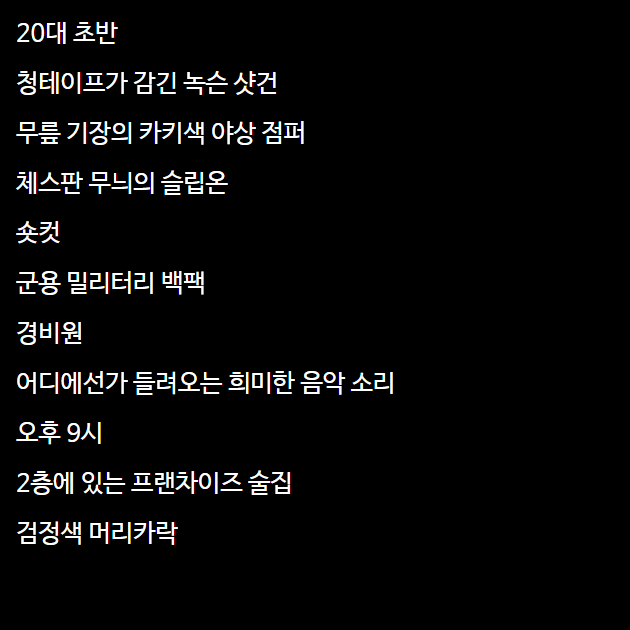 20대 초반
청테이프가 감긴 녹슨 샷건
무릎 기장의 카키색 야상 점퍼
체스판 무늬의 슬립온
숏컷
군용 밀리터리 백팩
경비원
어디에선가 들려오는 희미한 음악 소리
오후 9시
2층에 있는 프랜차이즈 술집
검정색 머리카락